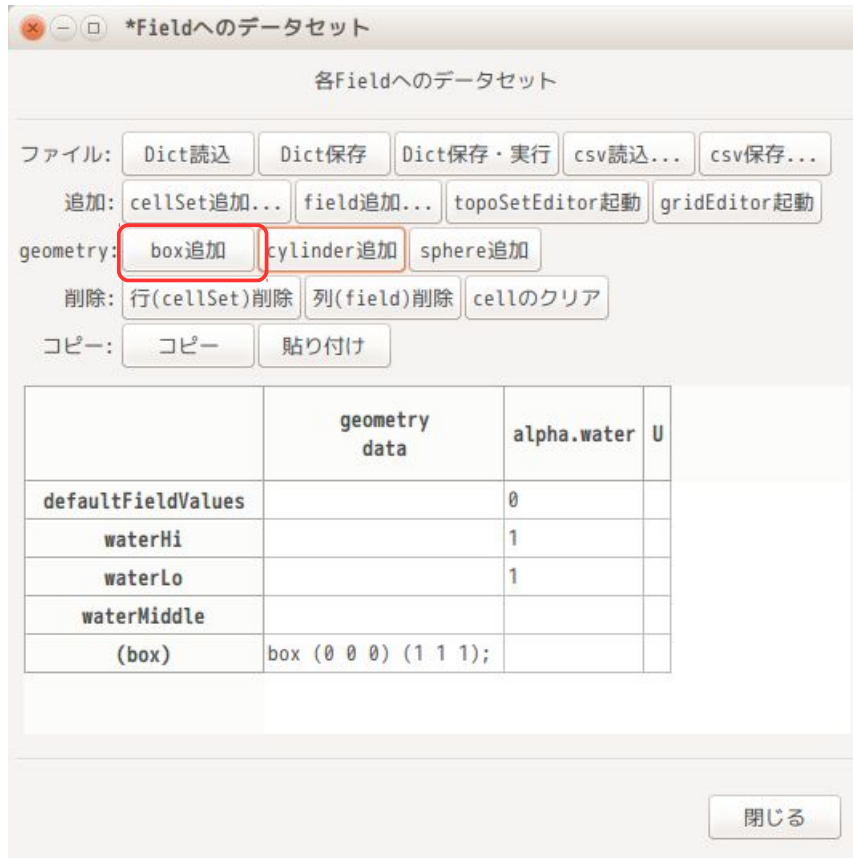 *Fieldへのデータセット
各Fieldへのデータセット
ファイル: Dict読込 Dict保存 Dict保存・実行 csv読込... csv保存...
追加: cellSet追加... field追加... topoSetEditor起動 gridEditor起動
geometry: box追加 cylinder追加 sphere追加
削除: 行(cellSet)削除 列(field)削除 cellのクリア
コピー: コピー 貼り付け
geometry
data alpha.water U
defaultFieldValues 0
waterHi 1
waterLo 1
waterMiddle
(box) box (0 0 0) (1 1 1);
閉じる